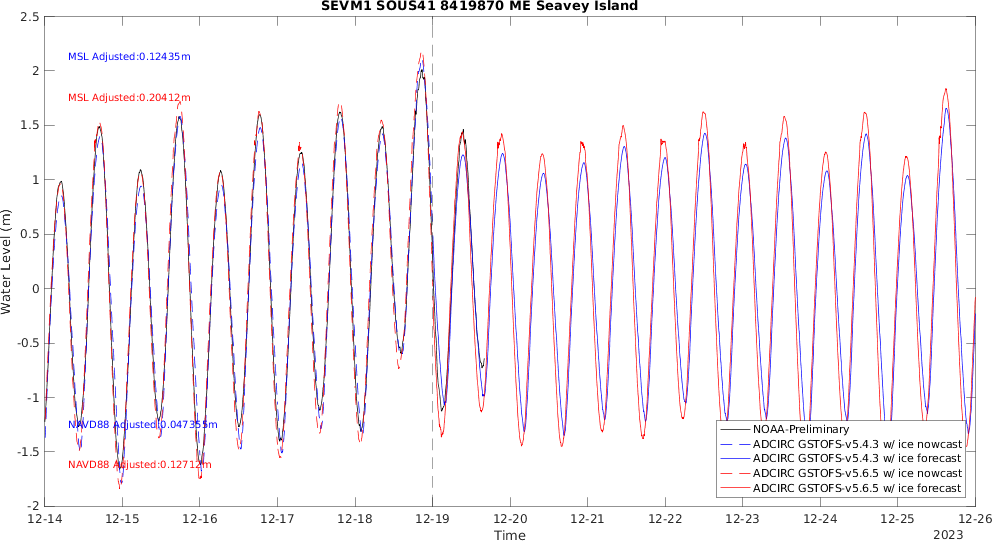 SEVM1 SOUS41 8419870 ME Seavey Island
2.5
2
1.5
1
0.5
0
-0.5
-1
-1.5
-2
Water Level (m)
MSL Adjusted:0.12435m
MSL Adjusted:0.20412m
NAVD88 Adjusted:0.047355m
NAVD88 Adjusted:0.12712m
NOAA-Preliminary
ADCIRC GSTOFS-v5.4.3 w/ ice nowcast
ADCIRC GSTOFS-v5.4.3 w/ ice forecast
ADCIRC GSTOFS-v5.6.5 w/ ice nowcast
ADCIRC GSTOFS-v5.6.5 w/ ice forecast
12-14 12-15 12-16 12-17 12-18 12-19 12-20 12-21 12-22 12-23 12-24 12-25 12-26
Time
2023